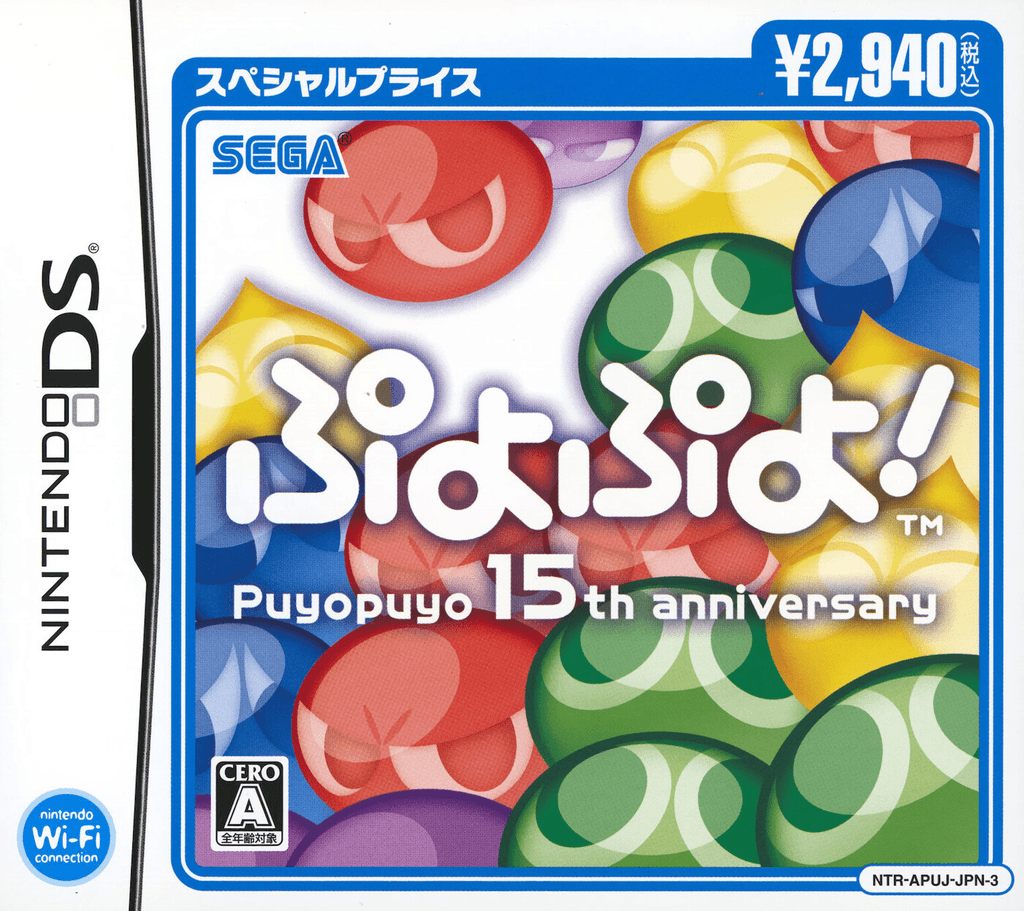 スペシャルプライス
¥2,940(税込)
SEGA®
NINTENDO DS®
ぷよぷよ!
TM
Puyopuyo 15th anniversary
CERO
A
全年齢対象
nintendo
Wi-Fi
connection
NTR-APUJ-JPN-3